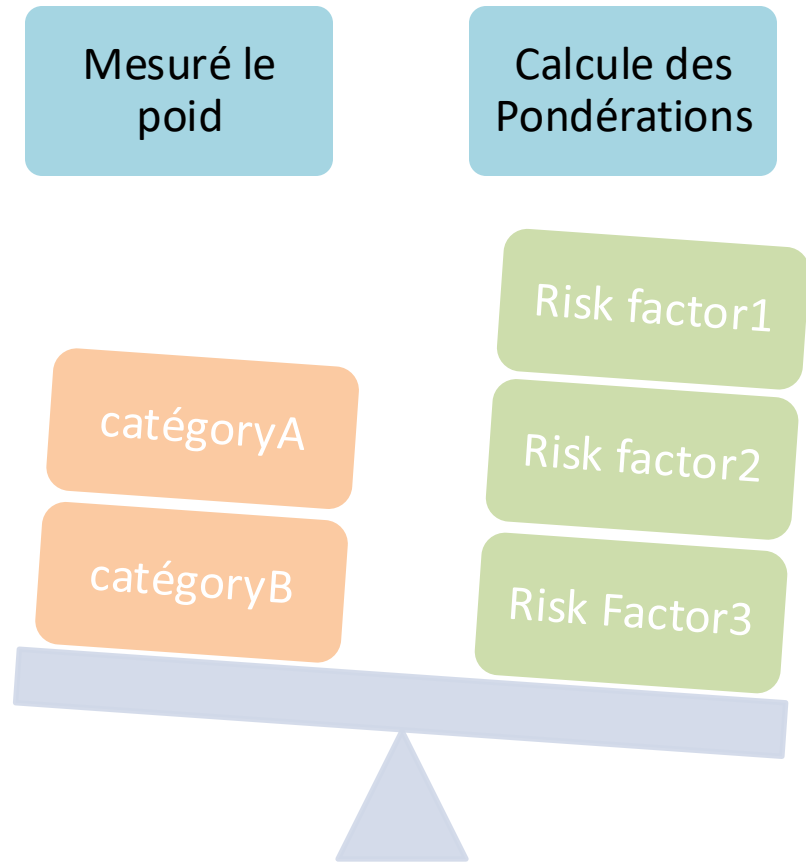 Mesuré le
poid
Calcule des
Pondérations
catégoryA
catégoryB
Risk factor1
Risk factor2
Risk Factor3